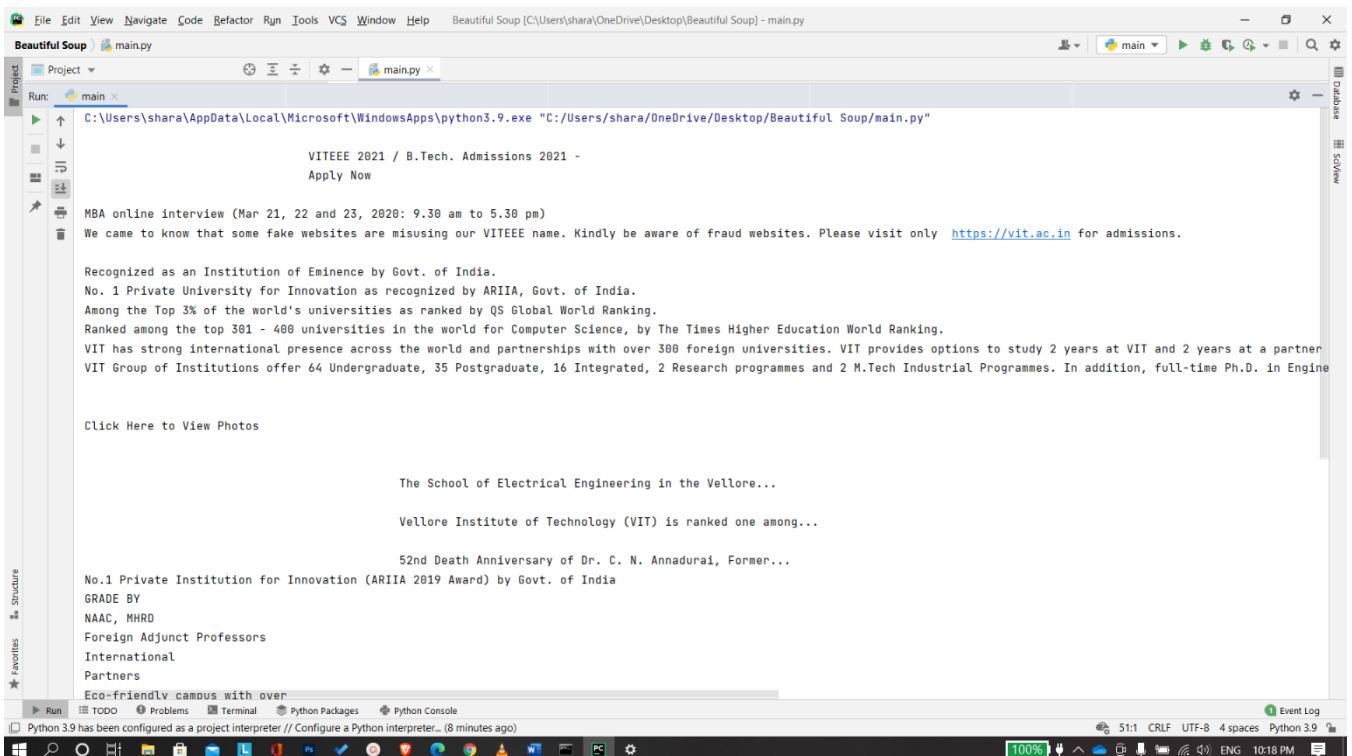 File Edit View Navigate Code Refactor Run Tools VCS Window Help Beautiful Soup [C:\Users\shara\OneDrive\Desktop\Beautiful Soup] - main.py
Beautiful Soup main.py main
Project main.py
Run: main
C:\Users\shara\AppData\Local\Microsoft\WindowsApps\python3.9.exe "C:/Users/shara/OneDrive/Desktop/Beautiful Soup/main.py"
VITEEE 2021 / B.Tech. Admissions 2021 -
Apply Now
MBA online interview (Mar 21, 22 and 23, 2020: 9.30 am to 5.30 pm)
We came to know that some fake websites are misusing our VITEEE name. Kindly be aware of fraud websites. Please visit only https://vit.ac.in for admissions.
Recognized as an Institution of Eminence by Govt. of India.
No. 1 Private University for Innovation as recognized by ARIIA, Govt. of India.
Among the Top 3% of the world's universities as ranked by QS Global World Ranking.
Ranked among the top 301 - 400 universities in the world for Computer Science, by The Times Higher Education World Ranking.
VIT has strong international presence across the world and partnerships with over 300 foreign universities. VIT provides options to study 2 years at VIT and 2 years at a partner
VIT Group of Institutions offer 64 Undergraduate, 35 Postgraduate, 16 Integrated, 2 Research programmes and 2 M.Tech Industrial Programmes. In addition, full-time Ph.D. in Engine
Click Here to View Photos
The School of Electrical Engineering in the Vellore...
Vellore Institute of Technology (VIT) is ranked one among...
52nd Death Anniversary of Dr. C. N. Annadurai, Former...
No.1 Private Institution for Innovation (ARIIA 2019 Award) by Govt. of India
GRADE BY
NAAC, MHRD
Foreign Adjunct Professors
International
Partners
Eco-friendly campus with over
Project
Structure
Favorites
Database
SciView
Run TODO Problems Terminal Python Packages Python Console 1 Event Log
Python 3.9 has been configured as a project interpreter // Configure a Python interpreter... (8 minutes ago) 51:1 CRLF UTF-8 4 spaces Python 3.9
100% ENG 10:18 PM